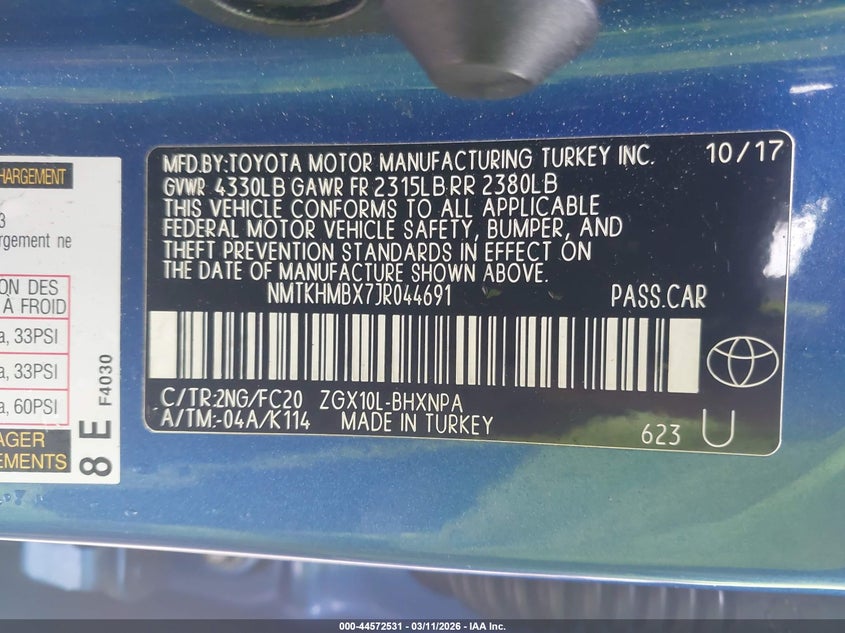 HARGEMENT
3
argement ne
ION DES
À FROID
a, 33PSI
a, 33PSI
a, 60PSI
AGER
EMENTS
8 E F4030
MFD.BY:TOYOTA MOTOR MANUFACTURING TURKEY INC. 10/17
GVWR 4330LB GAWR FR 2315LB RR 2380LB
THIS VEHICLE CONFORMS TO ALL APPLICABLE
FEDERAL MOTOR VEHICLE SAFETY, BUMPER, AND
THEFT PREVENTION STANDARDS IN EFFECT ON
THE DATE OF MANUFACTURE SHOWN ABOVE.
NMTKHMBX7JR044691 PASS.CAR
C/TR:2NG/FC20 ZGX10L-BHXNPA
A/TM:-04A/K114 MADE IN TURKEY
623 U
000-44572531 - 03/11/2026 - IAA Inc.